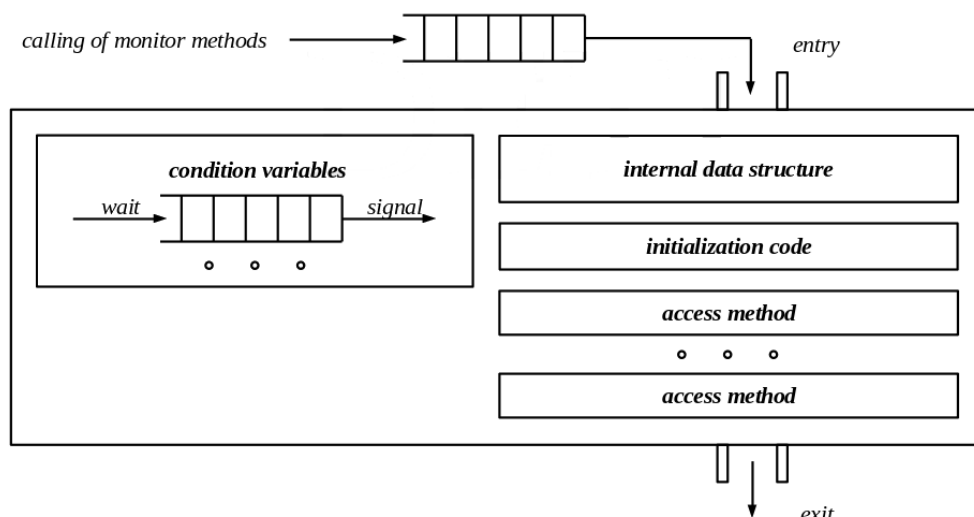 calling of monitor methods
entry
condition variables
wait
signal
internal data structure
initialization code
access method
access method
exit